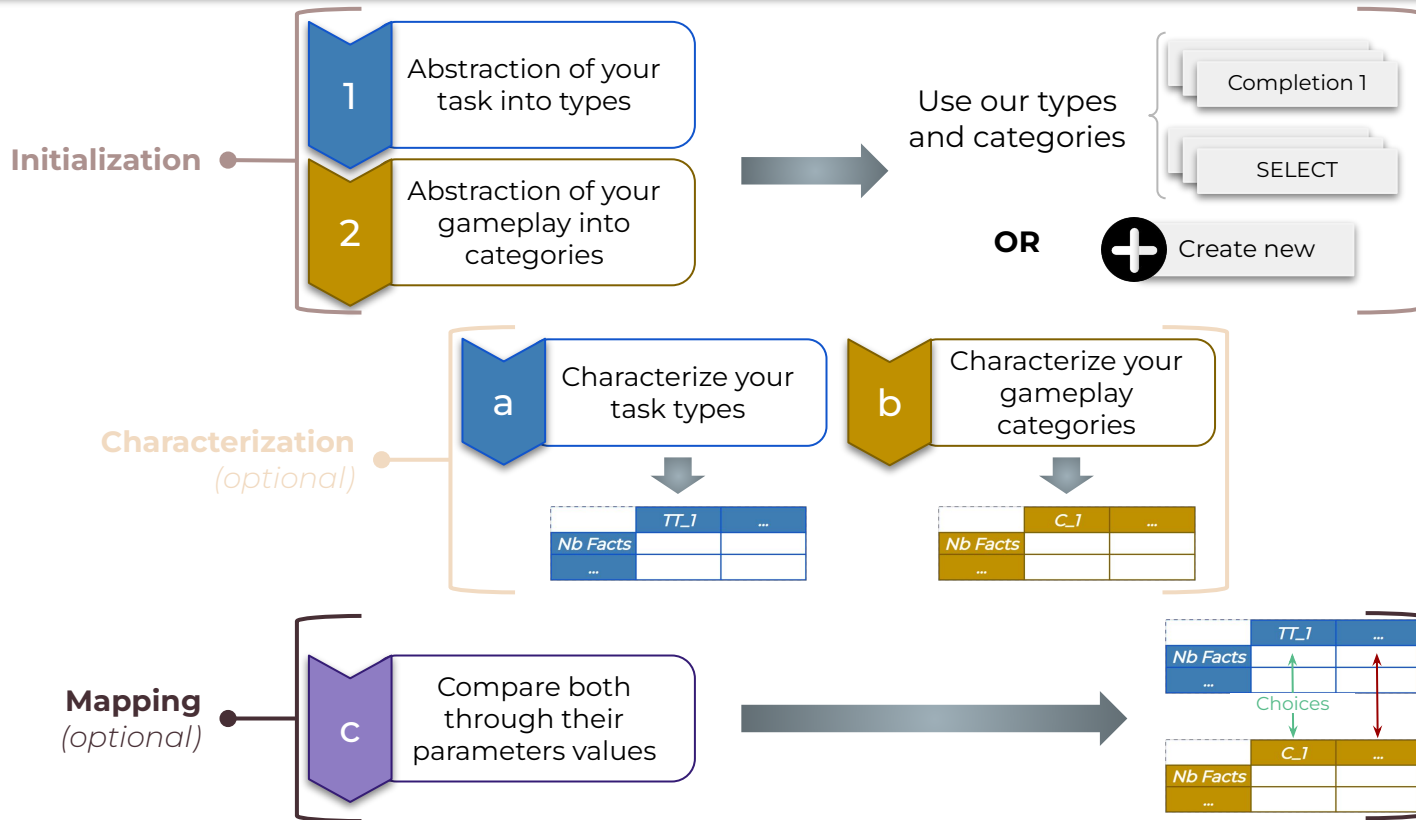 Initialization
1
Abstraction of your
task into types
2
Abstraction of your
gameplay into
categories
Use our types
and categories
Completion 1
SELECT
OR
Create new
Characterization
(optional)
a
Characterize your
task types
b
Characterize your
gameplay
categories
TT_1 ...
Nb Facts
...
C_1 ...
Nb Facts
...
Mapping
(optional)
c
Compare both
through their
parameters values
TT_1 ...
Nb Facts
...
Choices
C_1 ...
Nb Facts
...